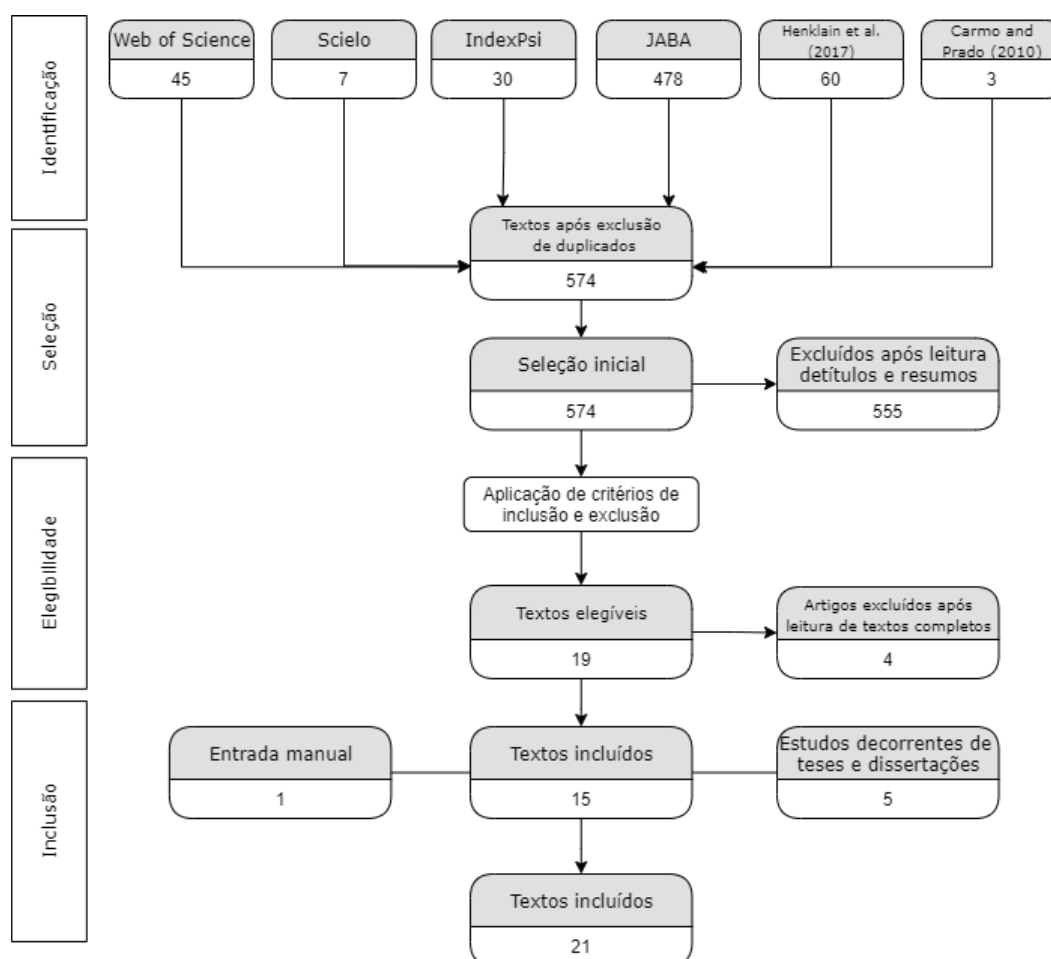 Identificação
Web of Science
45
Scielo
7
IndexPsi
30
JABA
478
Henklain et al.
(2017)
60
Carmo and
Prado (2010)
3
Seleção
Textos após exclusão
de duplicados
574
Seleção inicial
574
Excluídos após leitura
detítulos e resumos
555
Elegibilidade
Aplicação de critérios de
inclusão e exclusão
Textos elegíveis
19
Artigos excluídos após
leitura de textos completos
4
Inclusão
Entrada manual
1
Textos incluídos
15
Estudos decorrentes de
teses e dissertações
5
Textos incluídos
21